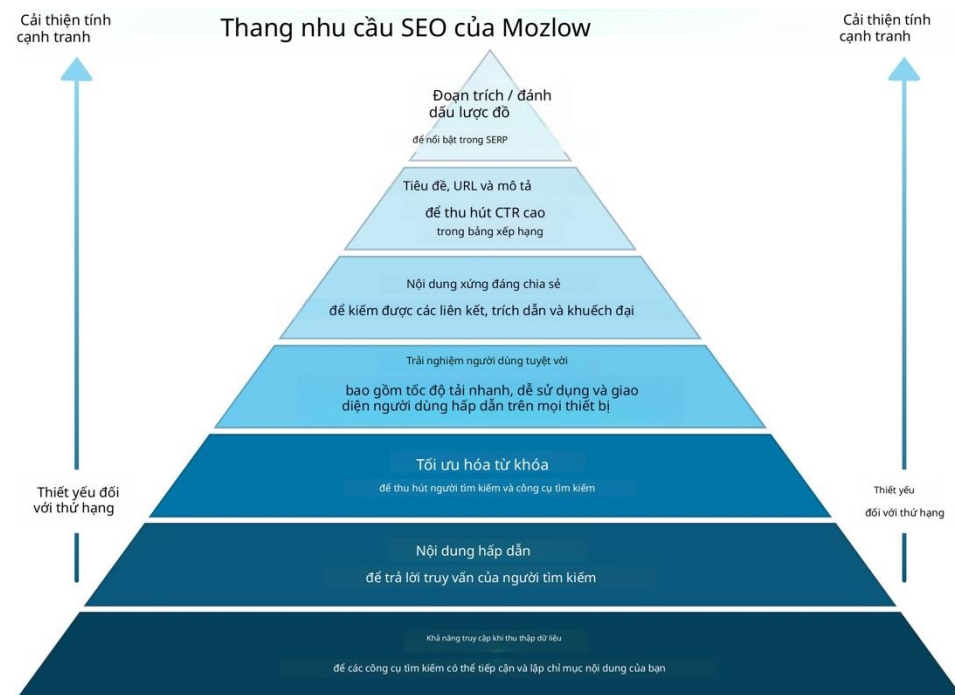 Thang nhu cầu SEO của Mozlow
Cải thiện tính
cạnh tranh
Cải thiện tính
cạnh tranh
Đoạn trích / đánh
dấu lược đồ
để nổi bật trong SERP
Tiêu đề, URL và mô tả
để thu hút CTR cao
trong bảng xếp hạng
Nội dung xứng đáng chia sẻ
để kiếm được các liên kết, trích dẫn và khuếch đại
Trải nghiệm người dùng tuyệt vời
bao gồm tốc độ tải nhanh, dễ sử dụng và giao
diện người dùng hấp dẫn trên mọi thiết bị
Tối ưu hóa từ khóa
để thu hút người tìm kiếm và công cụ tìm kiếm
Thiết yếu đối
với thứ hạng
Thiết yếu
đối với thứ hạng
Nội dung hấp dẫn
để trả lời truy vấn của người tìm kiếm
Khả năng truy cập khi thu thập dữ liệu
để các công cụ tìm kiếm có thể tiếp cận và lập chỉ mục nội dung của bạn